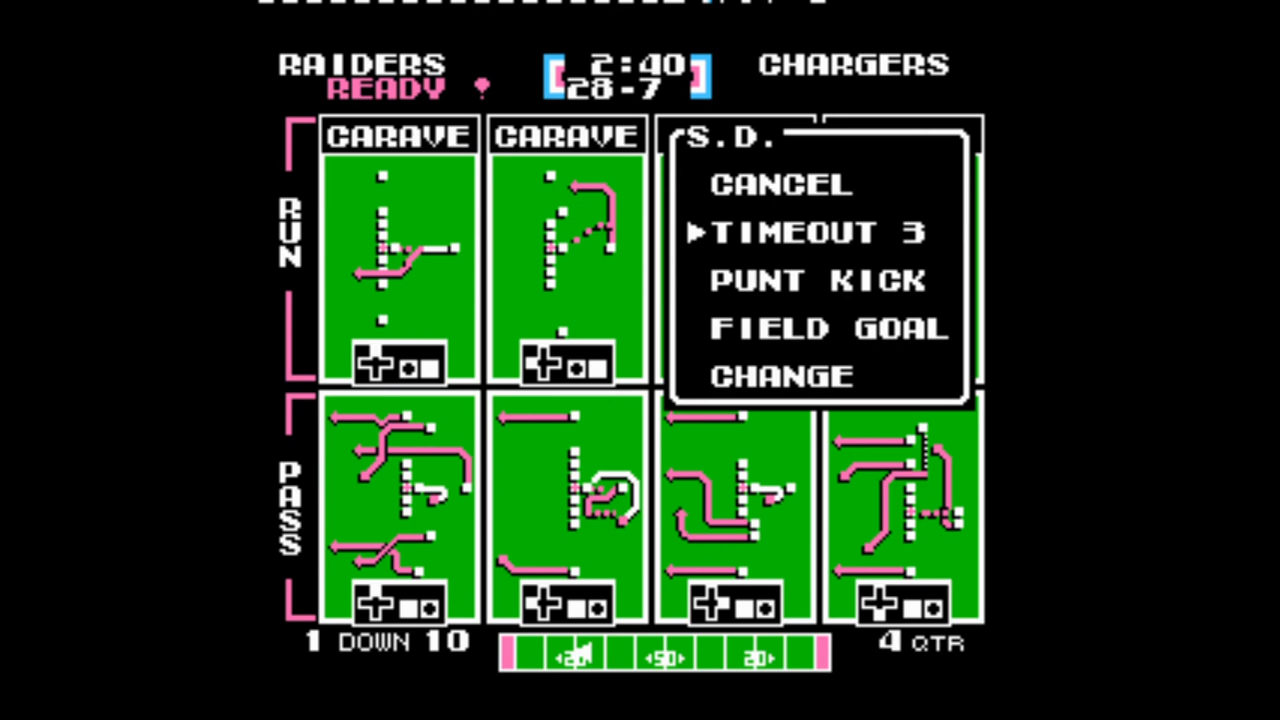 RAIDERS 2:40 CHARGERS
READY 28-7
CARAVE CARAVE
S.D.
CANCEL
TIMEOUT 3
PUNT KICK
FIELD GOAL
CHANGE
RUN
PASS
1 DOWN 10
20 50 20
4 QTR